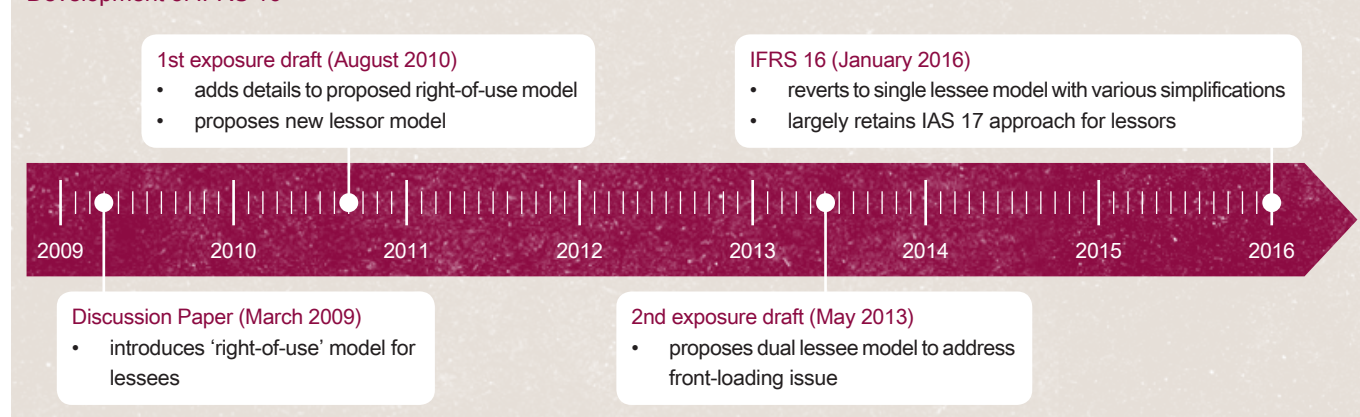 1st exposure draft (August 2010)
• adds details to proposed right-of-use model
• proposes new lessor model
IFRS 16 (January 2016)
• reverts to single lessee model with various simplifications
• largely retains IAS 17 approach for lessors
2009 2010 2011 2012 2013 2014 2015 2016
Discussion Paper (March 2009)
• introduces ‘right-of-use’ model for
lessees
2nd exposure draft (May 2013)
• proposes dual lessee model to address
front-loading issue